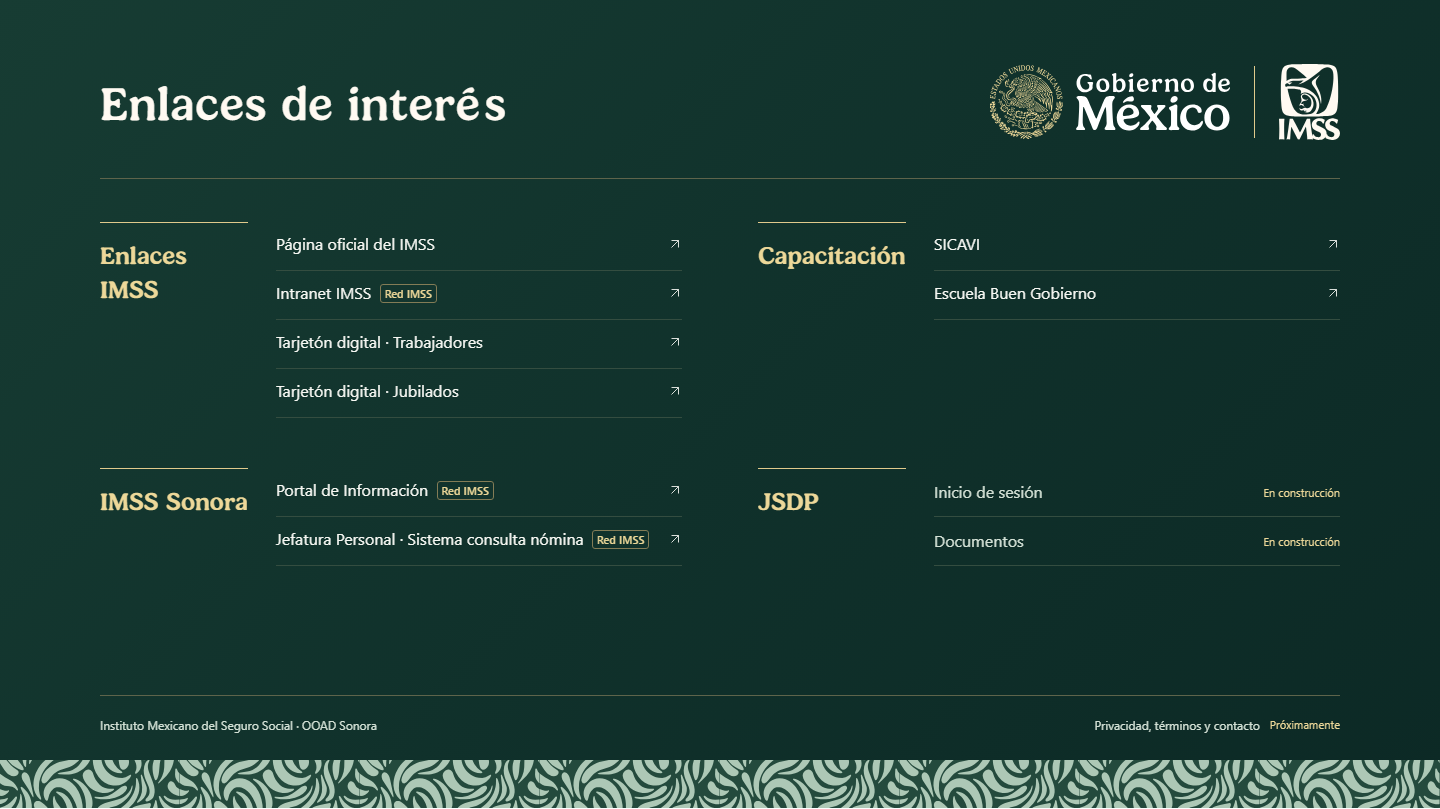 Enlaces de interés
ESTADOS UNIDOS MEXICANOS
Gobierno de
México
IMSS
Enlaces
IMSS
Página oficial del IMSS
Intranet IMSS Red IMSS
Tarjetón digital · Trabajadores
Tarjetón digital · Jubilados
Capacitación
SICAVI
Escuela Buen Gobierno
IMSS Sonora
Portal de Información Red IMSS
Jefatura Personal · Sistema consulta nómina Red IMSS
JSDP
Inicio de sesión En construcción
Documentos En construcción
Instituto Mexicano del Seguro Social · OOAD Sonora
Privacidad, términos y contacto Próximamente